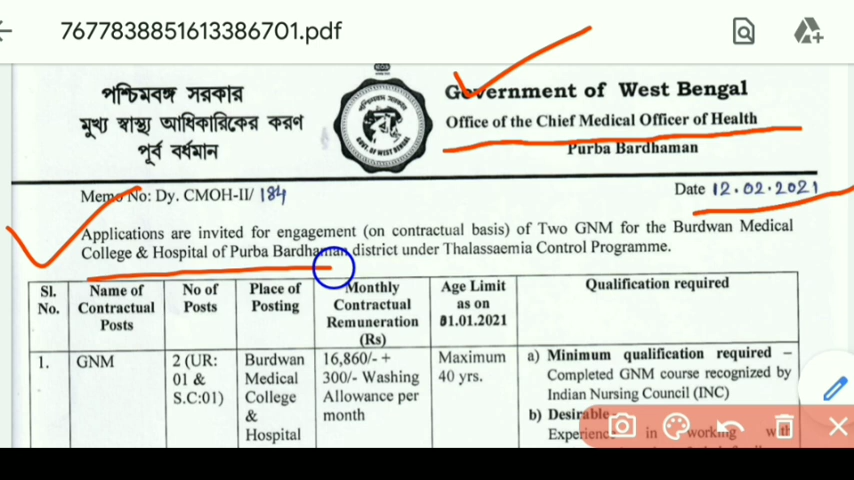 7677838851613386701.pdf
পশ্চিমবঙ্গ সরকার
মুখ্য স্বাস্থ্য আধিকারিকের করণ
পূর্ব বর্ধমান
Government of West Bengal
Office of the Chief Medical Officer of Health
Purba Bardhaman
Memo No: Dy. CMOH-II/ 184
Date 12.02.2021
Applications are invited for engagement (on contractual basis) of Two GNM for the Burdwan Medical
College & Hospital of Purba Bardhaman district under Thalassaemia Control Programme.
Sl. No.
Name of Contractual Posts
No of Posts
Place of Posting
Monthly Contractual Remuneration (Rs)
Age Limit as on 01.01.2021
Qualification required
1.
GNM
2 (UR: 01 & S.C:01)
Burdwan Medical College & Hospital
16,860/- + 300/- Washing Allowance per month
Maximum 40 yrs.
a) Minimum qualification required –
Completed GNM course recognized by
Indian Nursing Council (INC)
b) Desirable
Experience in working with